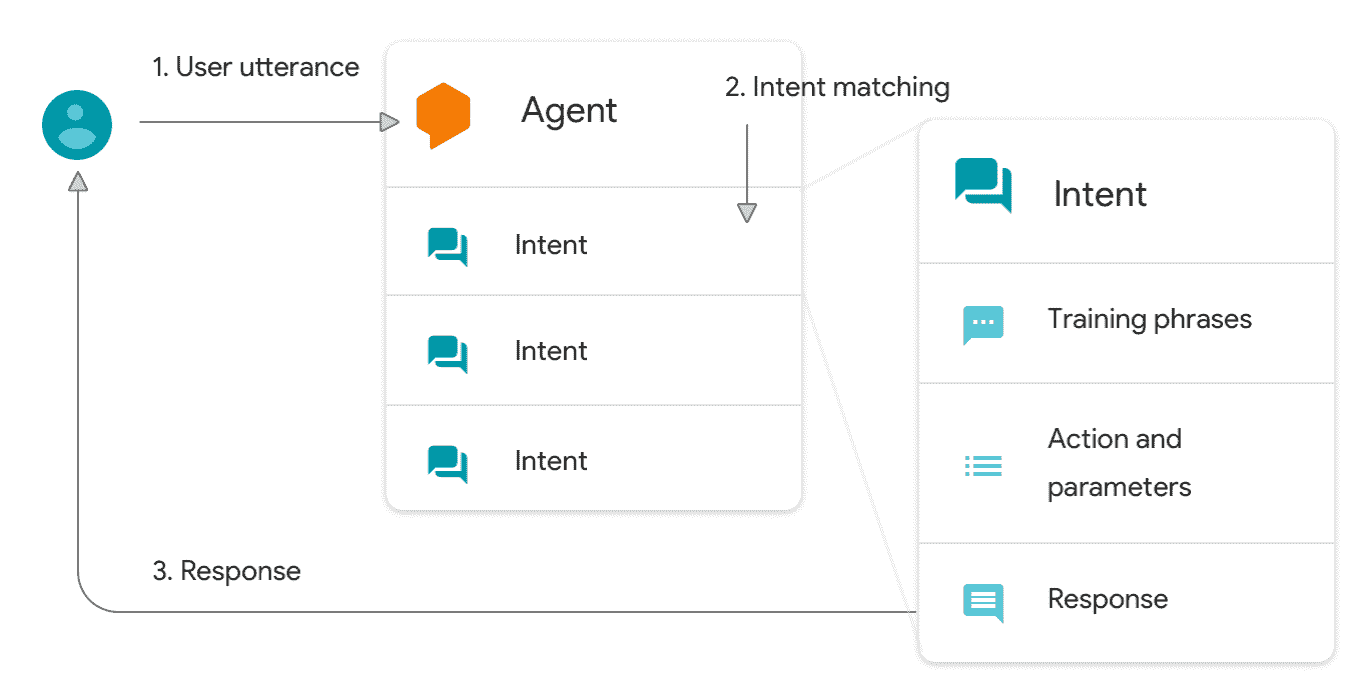 1. User utterance
Agent
2. Intent matching
Intent
Intent
Intent
Intent
Training phrases
Action and
parameters
Response
3. Response